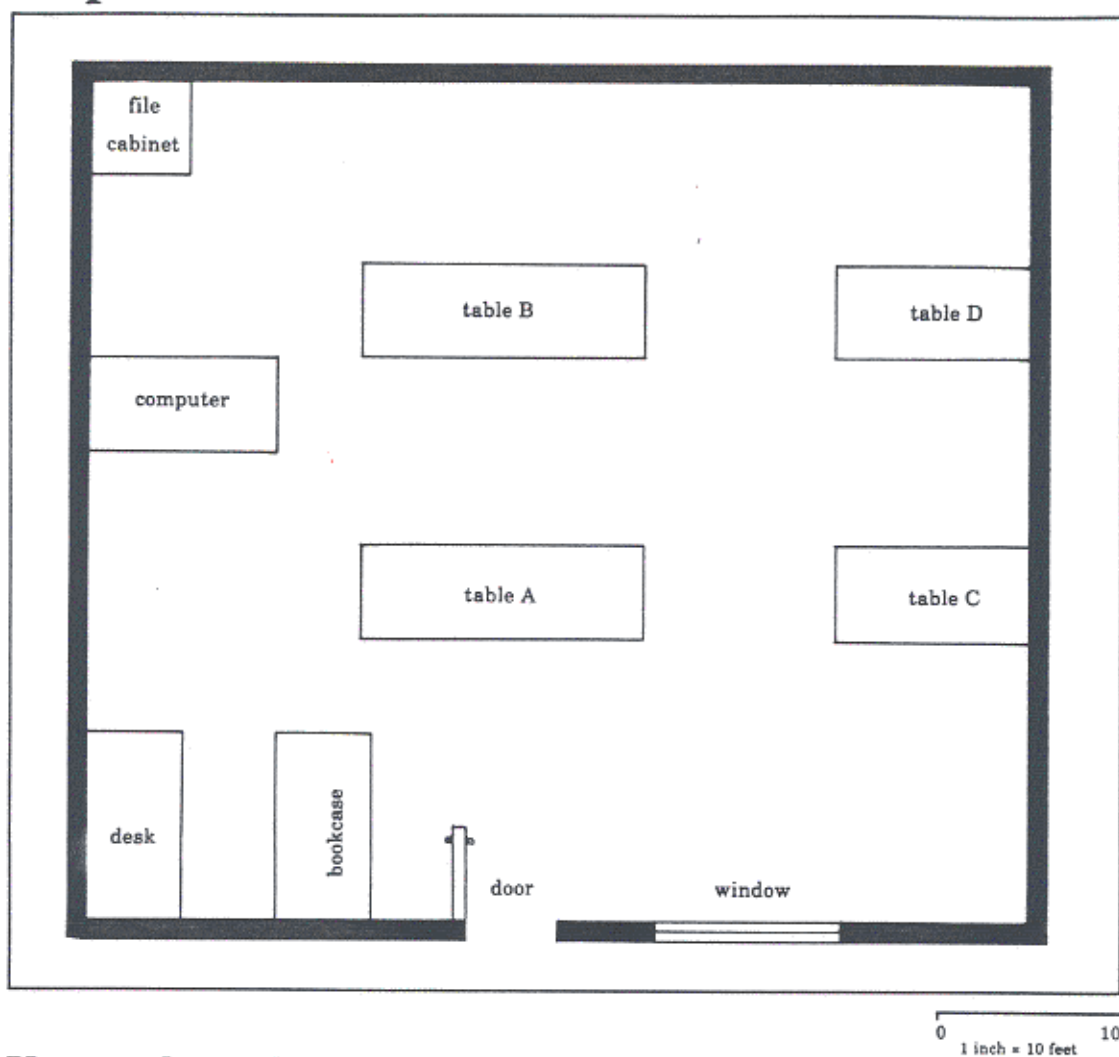 file
cabinet
table B
table D
computer
table A
table C
desk
bookcase
door
window
0 10
1 inch = 10 feet